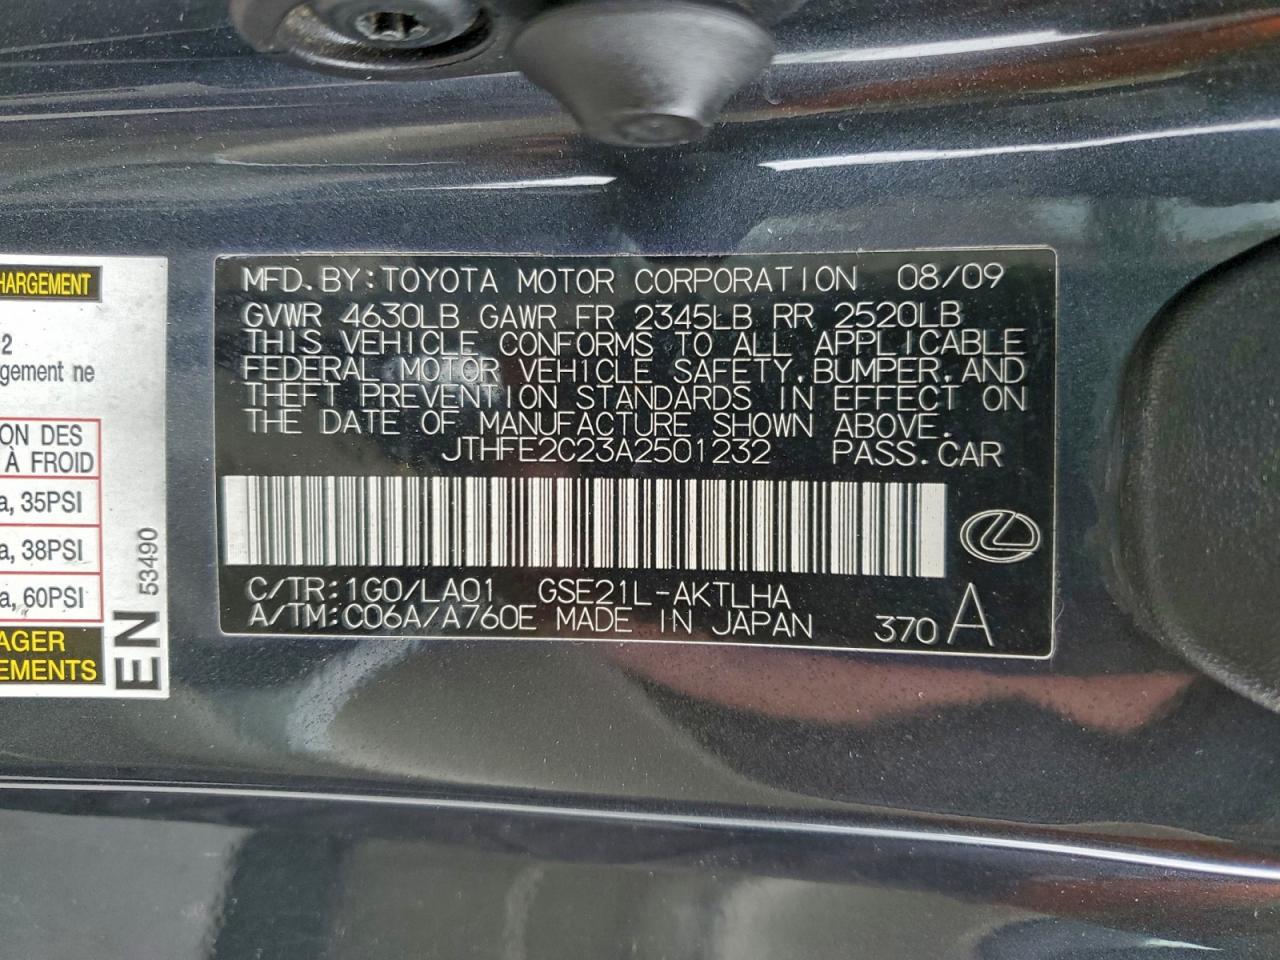 HARGEMENT
2
gement ne
ON DES
À FROID
a, 35PSI
a, 38PSI
a, 60PSI
AGER
EMENTS
EN 53490
MFD.BY:TOYOTA MOTOR CORPORATION 08/09
GVWR 4630LB GAWR FR 2345LB RR 2520LB
THIS VEHICLE CONFORMS TO ALL APPLICABLE
FEDERAL MOTOR VEHICLE SAFETY,BUMPER,AND
THEFT PREVENTION STANDARDS IN EFFECT ON
THE DATE OF MANUFACTURE SHOWN ABOVE.
JTHFE2C23A2501232 PASS.CAR
C/TR:1G0/LA01 GSE21L-AKTLHA
A/TM:C06A/A760E MADE IN JAPAN 370 A